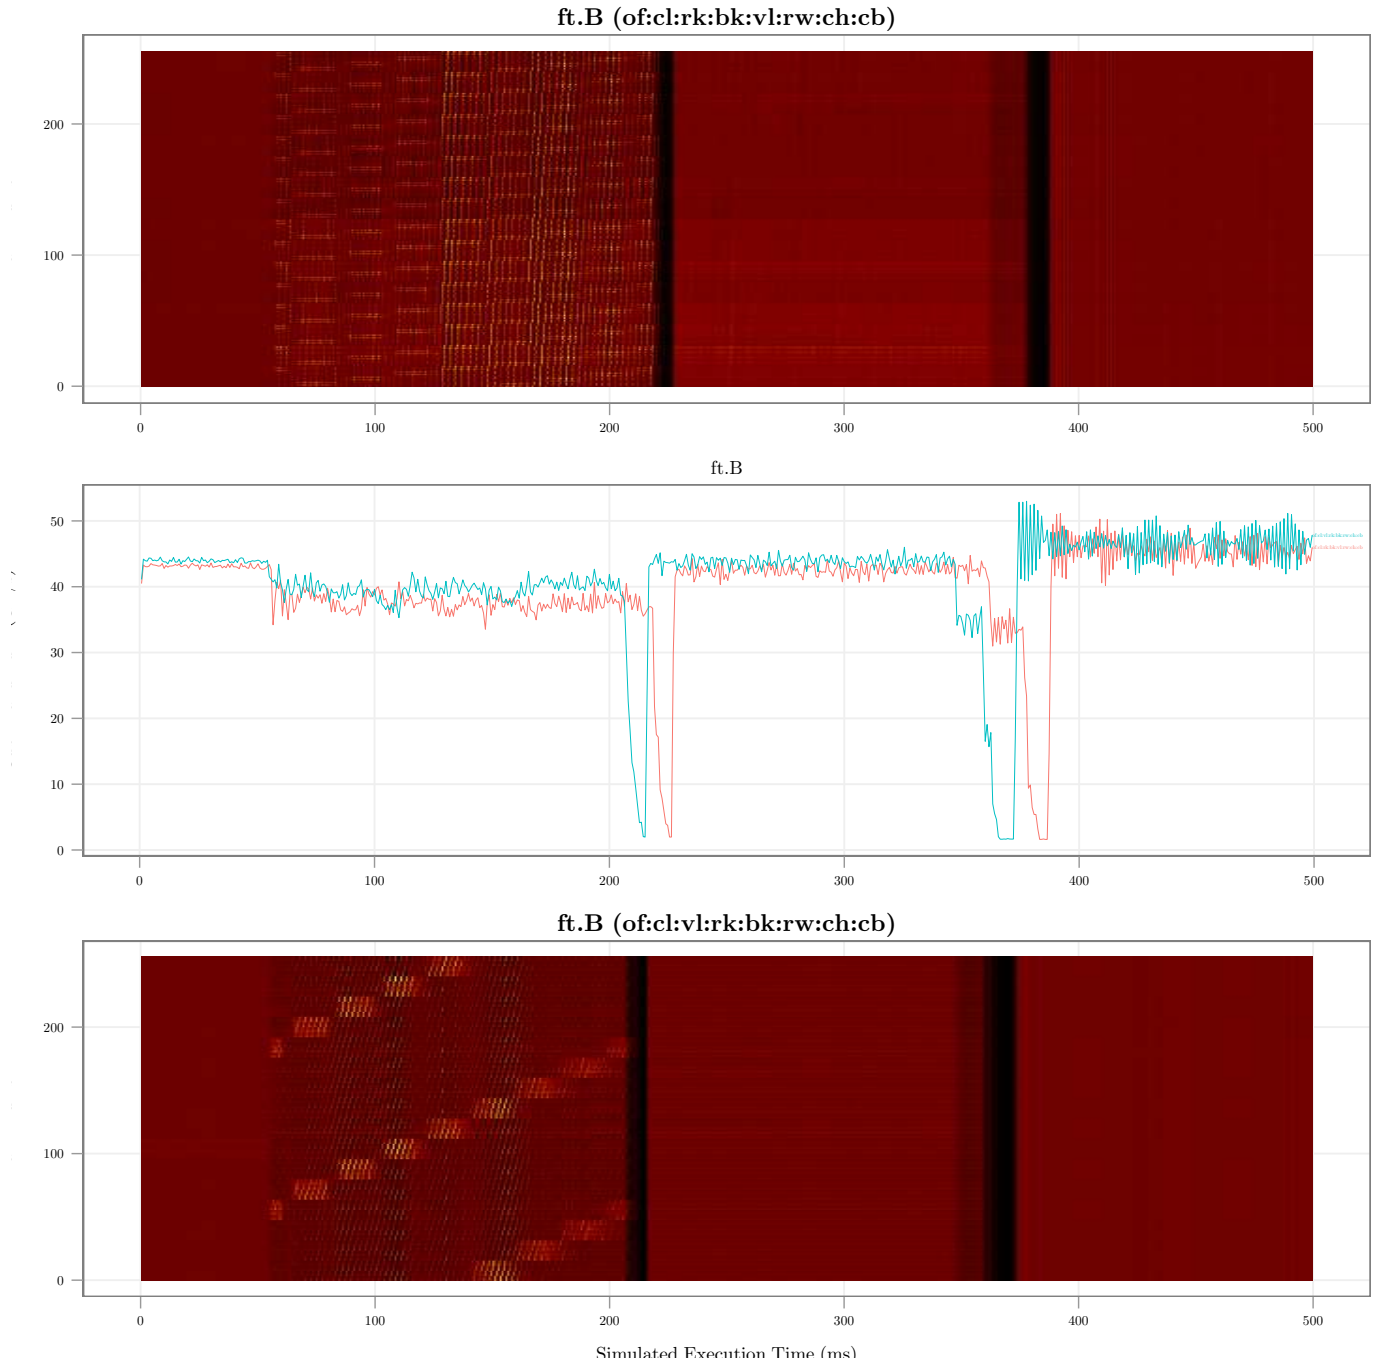 ft.B (of:cl:rk:bk:vl:rw:ch:cb)
200
100
0
0 100 200 300 400 500
ft.B
50
40
30
20
10
0
0 100 200 300 400 500
ft.B (of:cl:vl:rk:bk:rw:ch:cb)
200
100
0
0 100 200 300 400 500
Simulated Execution Time (ms)